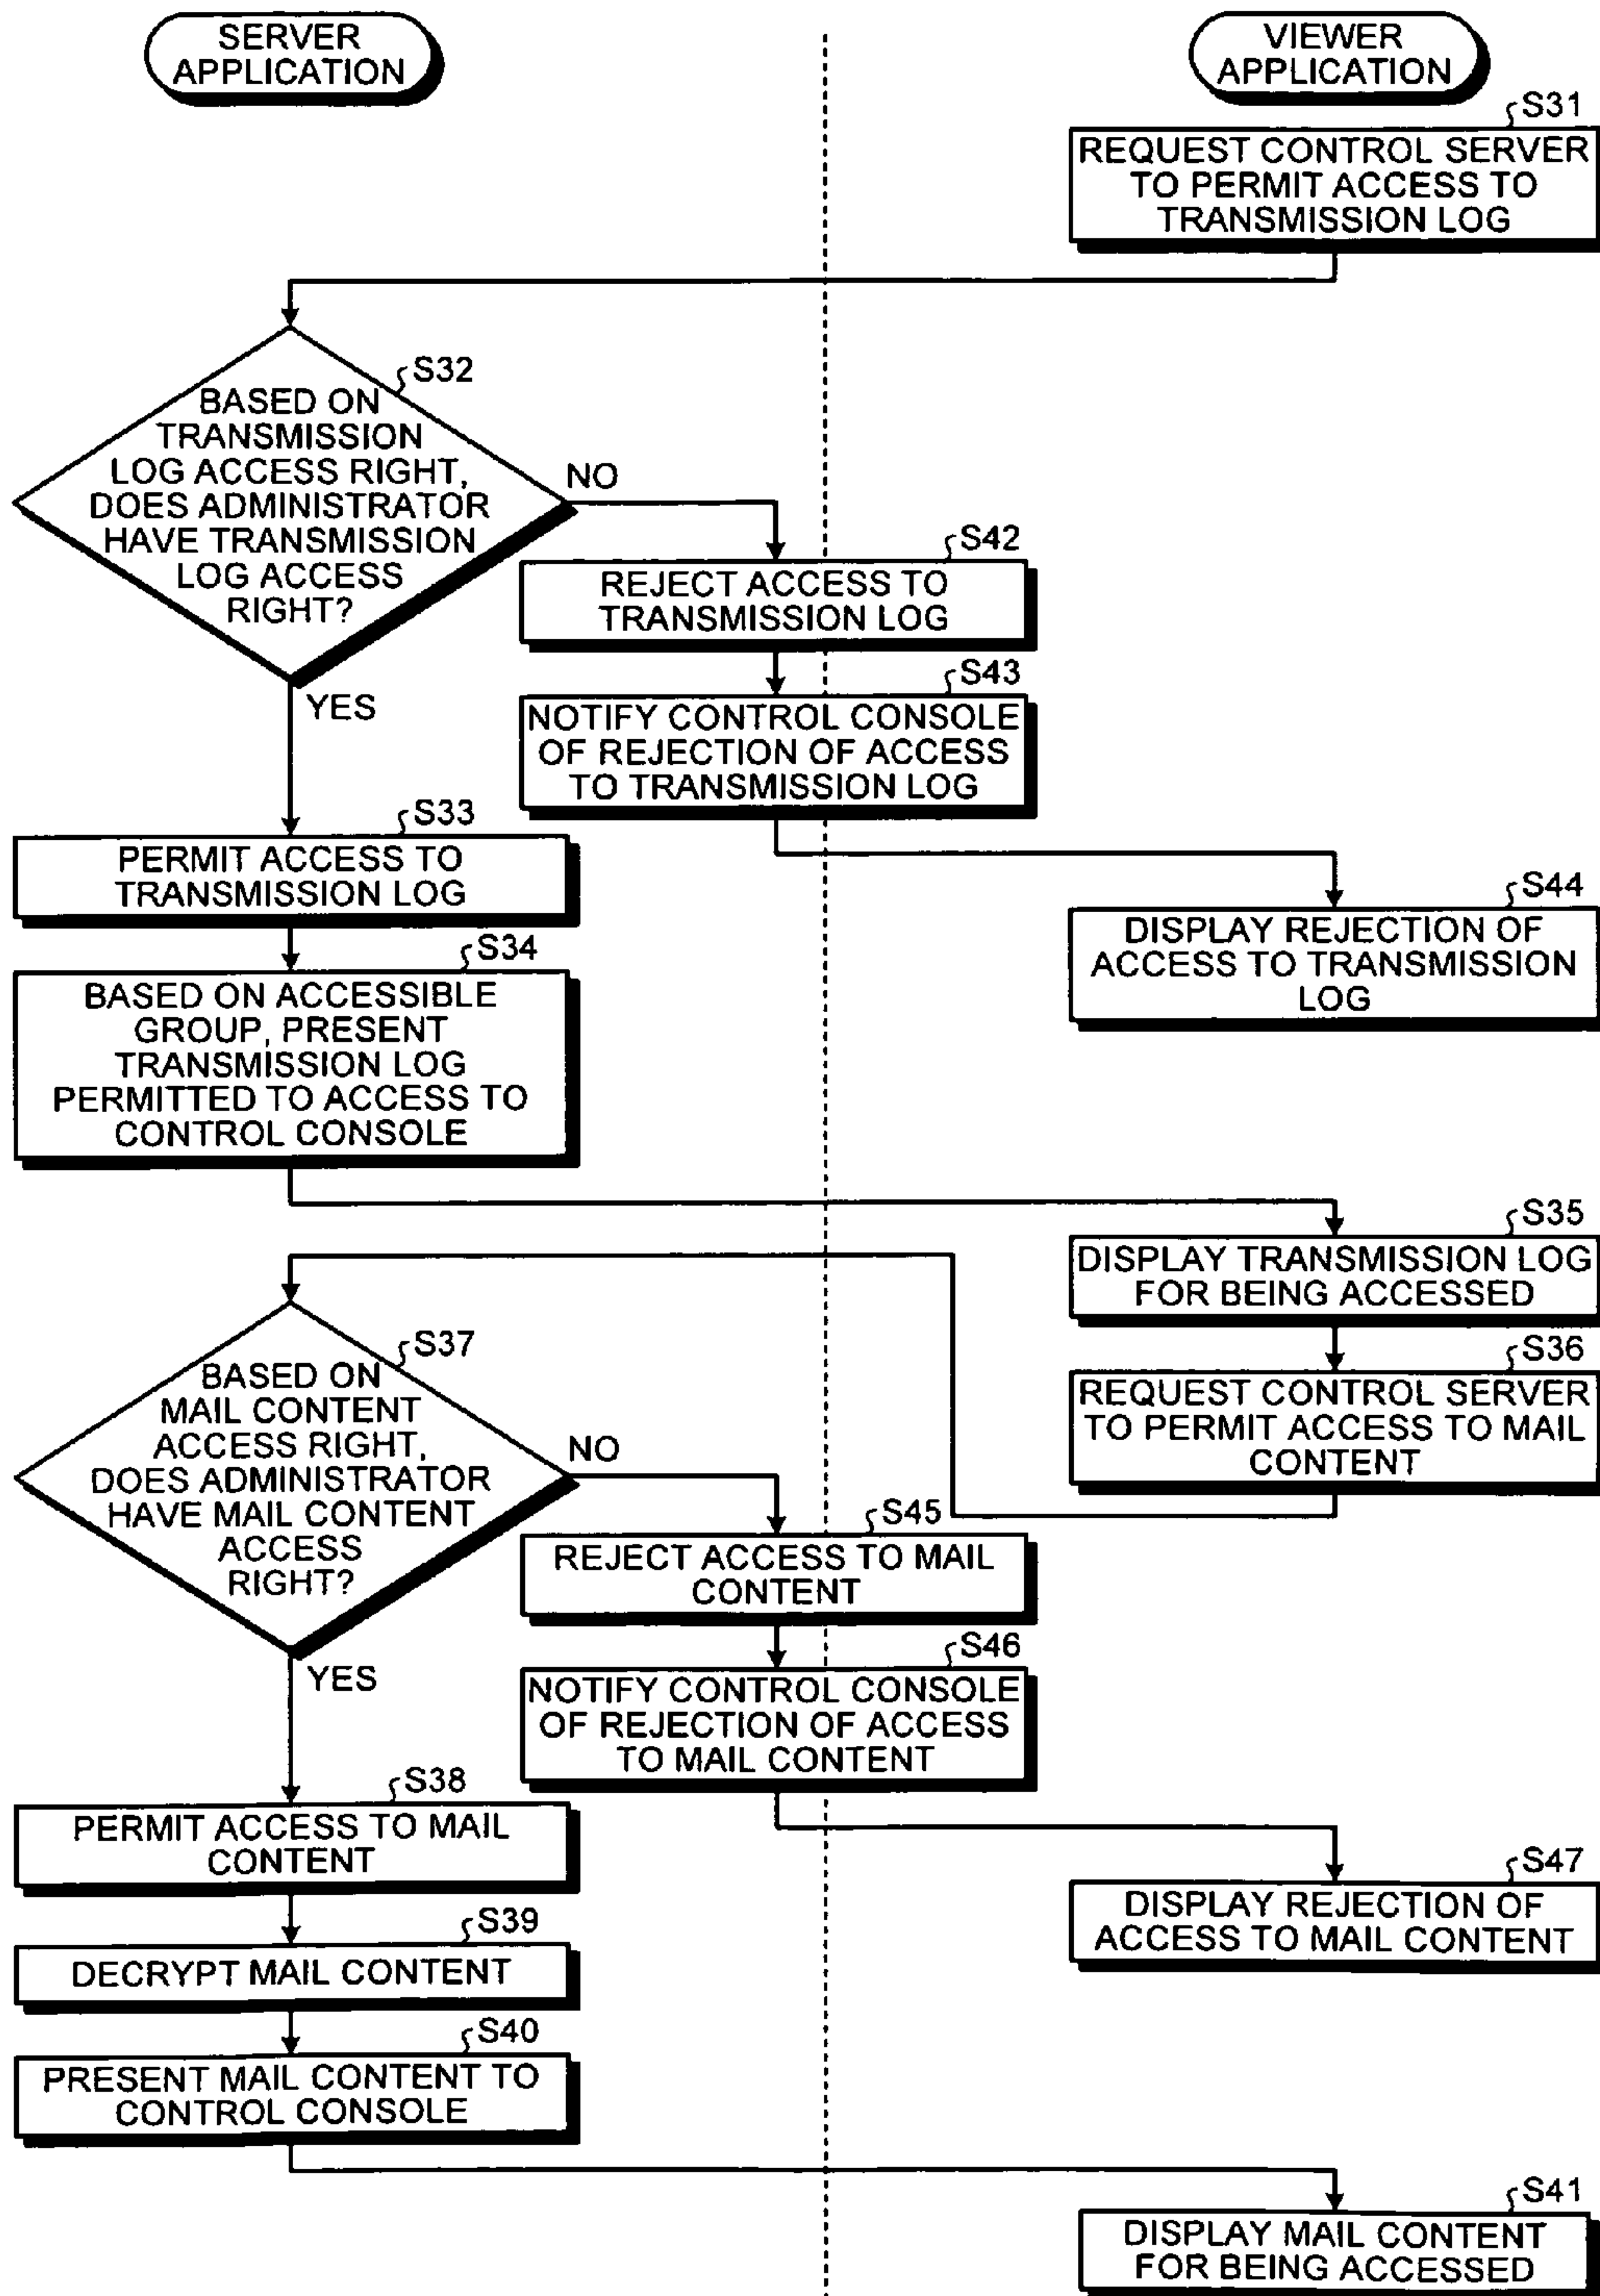 SERVER
APPLICATION
VIEWER
APPLICATION
S31
REQUEST CONTROL SERVER
TO PERMIT ACCESS TO
TRANSMISSION LOG
S32
BASED ON
TRANSMISSION
LOG ACCESS RIGHT,
DOES ADMINISTRATOR
HAVE TRANSMISSION
LOG ACCESS
RIGHT?
NO
YES
S42
REJECT ACCESS TO
TRANSMISSION LOG
S43
NOTIFY CONTROL CONSOLE
OF REJECTION OF ACCESS
TO TRANSMISSION LOG
S33
PERMIT ACCESS TO
TRANSMISSION LOG
S44
DISPLAY REJECTION OF
ACCESS TO TRANSMISSION
LOG
S34
BASED ON ACCESSIBLE
GROUP, PRESENT
TRANSMISSION LOG
PERMITTED TO ACCESS TO
CONTROL CONSOLE
S35
DISPLAY TRANSMISSION LOG
FOR BEING ACCESSED
S36
REQUEST CONTROL SERVER
TO PERMIT ACCESS TO MAIL
CONTENT
S37
BASED ON
MAIL CONTENT
ACCESS RIGHT,
DOES ADMINISTRATOR
HAVE MAIL CONTENT
ACCESS
RIGHT?
NO
YES
S45
REJECT ACCESS TO MAIL
CONTENT
S46
NOTIFY CONTROL CONSOLE
OF REJECTION OF ACCESS
TO MAIL CONTENT
S38
PERMIT ACCESS TO MAIL
CONTENT
S47
DISPLAY REJECTION OF
ACCESS TO MAIL CONTENT
S39
DECRYPT MAIL CONTENT
S40
PRESENT MAIL CONTENT TO
CONTROL CONSOLE
S41
DISPLAY MAIL CONTENT
FOR BEING ACCESSED